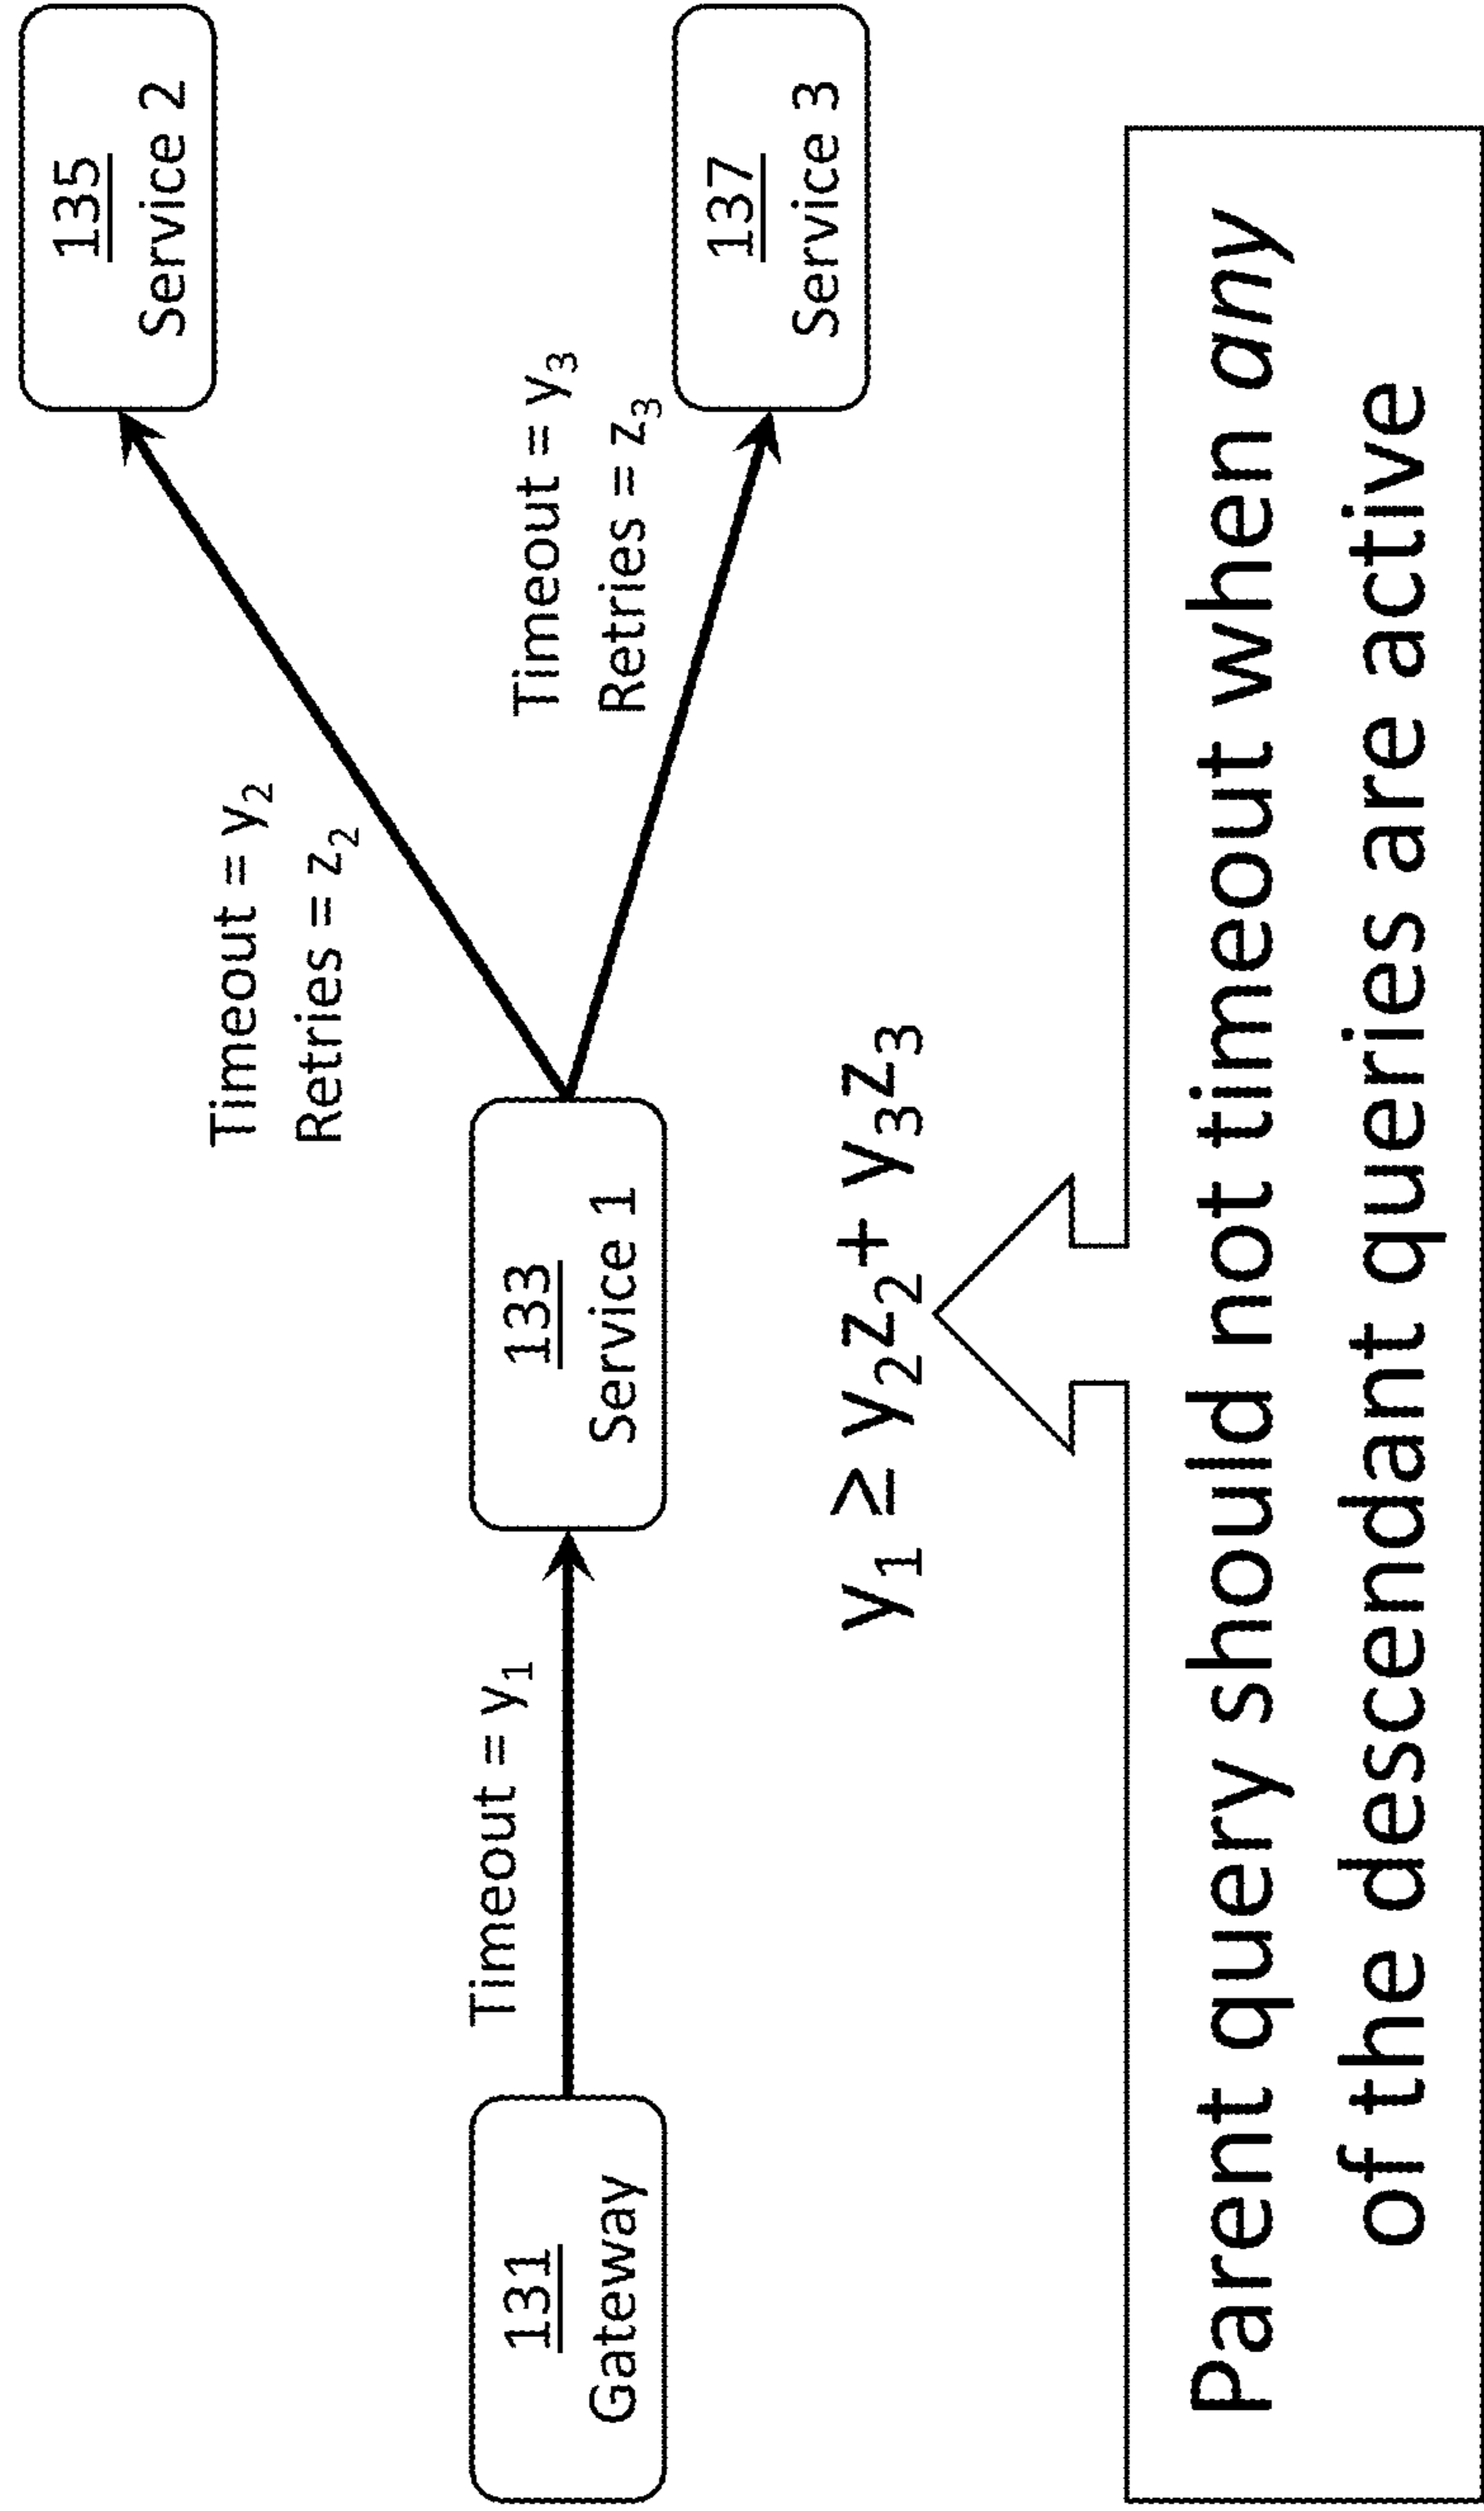 131
Gateway
Timeout = y₁
133
Service 1
Timeout = y₂
Retries = z₂
135
Service 2
Timeout = y₃
Retries = z₃
137
Service 3
y₁ ≥ y₂z₂ + y₃z₃
Parent query should not timeout when any
of the descendant queries are active